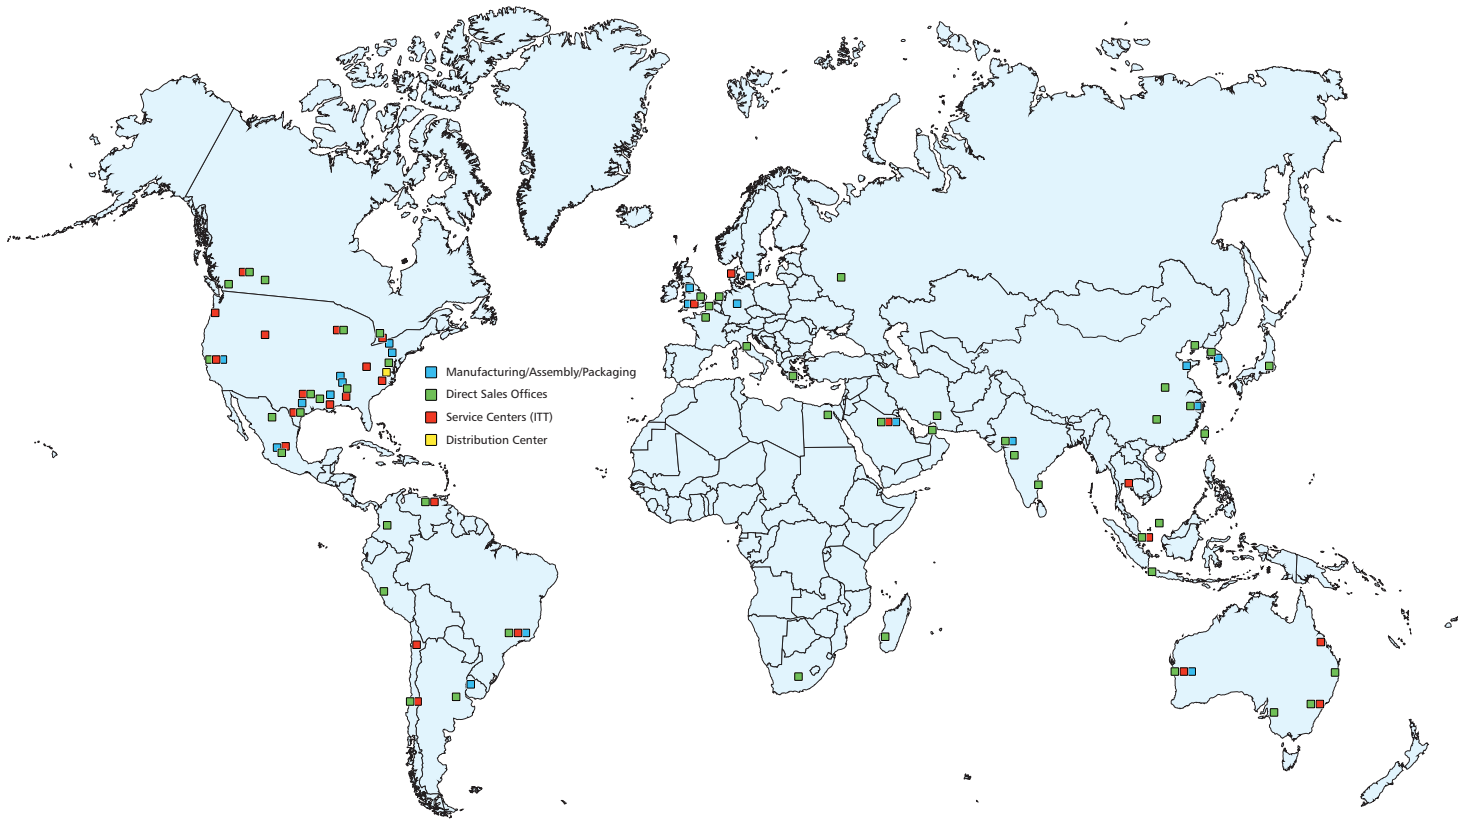 Manufacturing/Assembly/Packaging
Direct Sales Offices
Service Centers (ITT)
Distribution Center